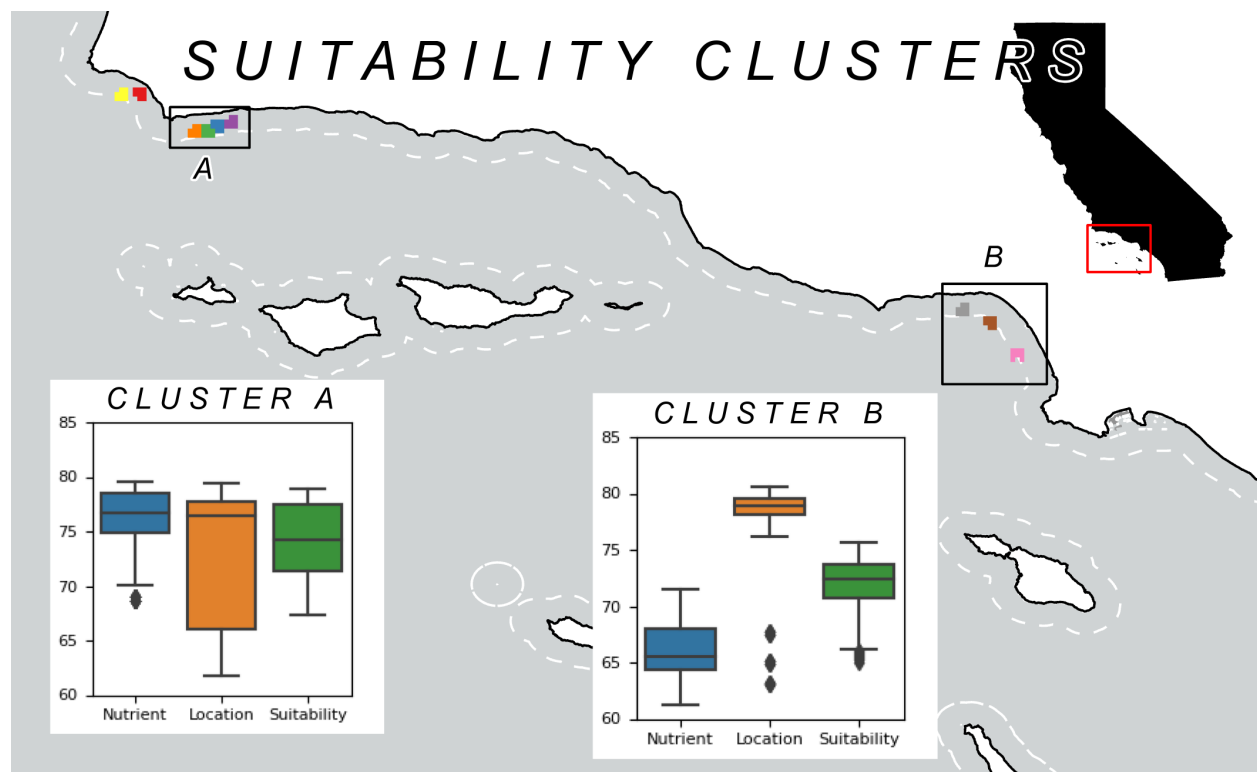 SUITABILITY CLUSTERS
A
B
CLUSTER A
85
80
75
70
65
60
Nutrient Location Suitability
CLUSTER B
85
80
75
70
65
60
Nutrient Location Suitability